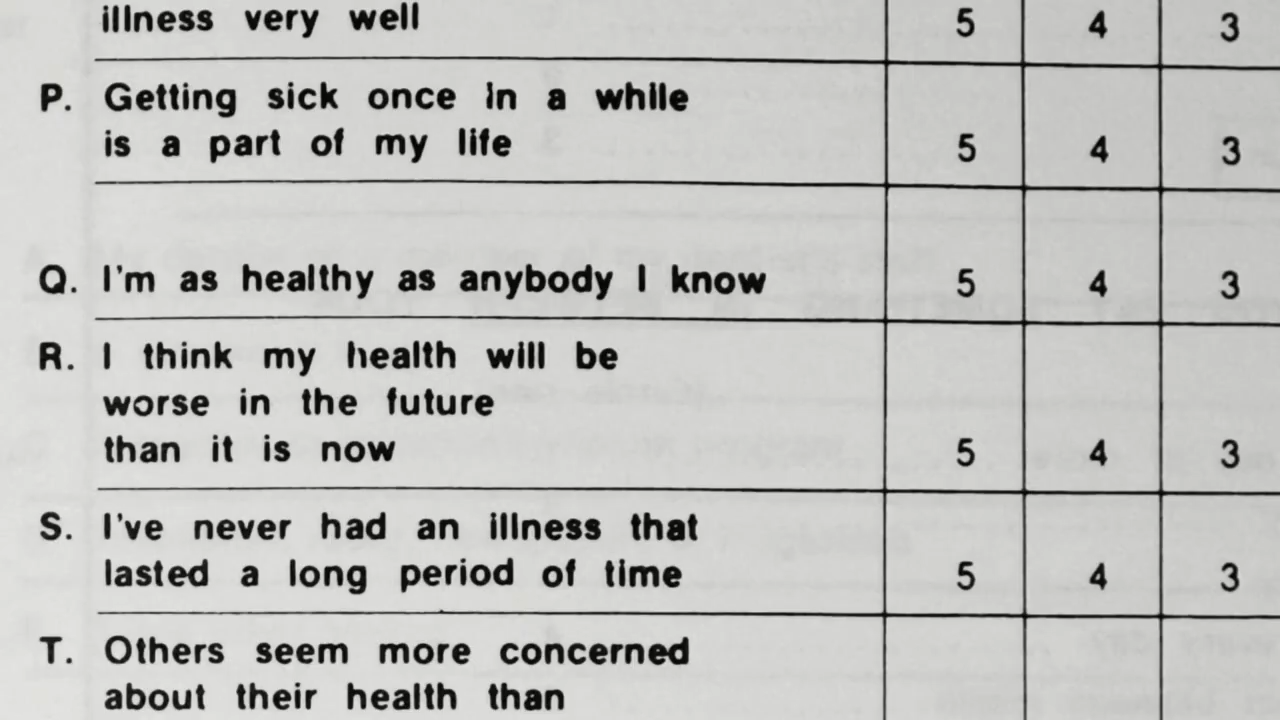 illness very well 5 4 3
P. Getting sick once in a while
is a part of my life 5 4 3
Q. I'm as healthy as anybody I know 5 4 3
R. I think my health will be
worse in the future
than it is now 5 4 3
S. I've never had an illness that
lasted a long period of time 5 4 3
T. Others seem more concerned
about their health than